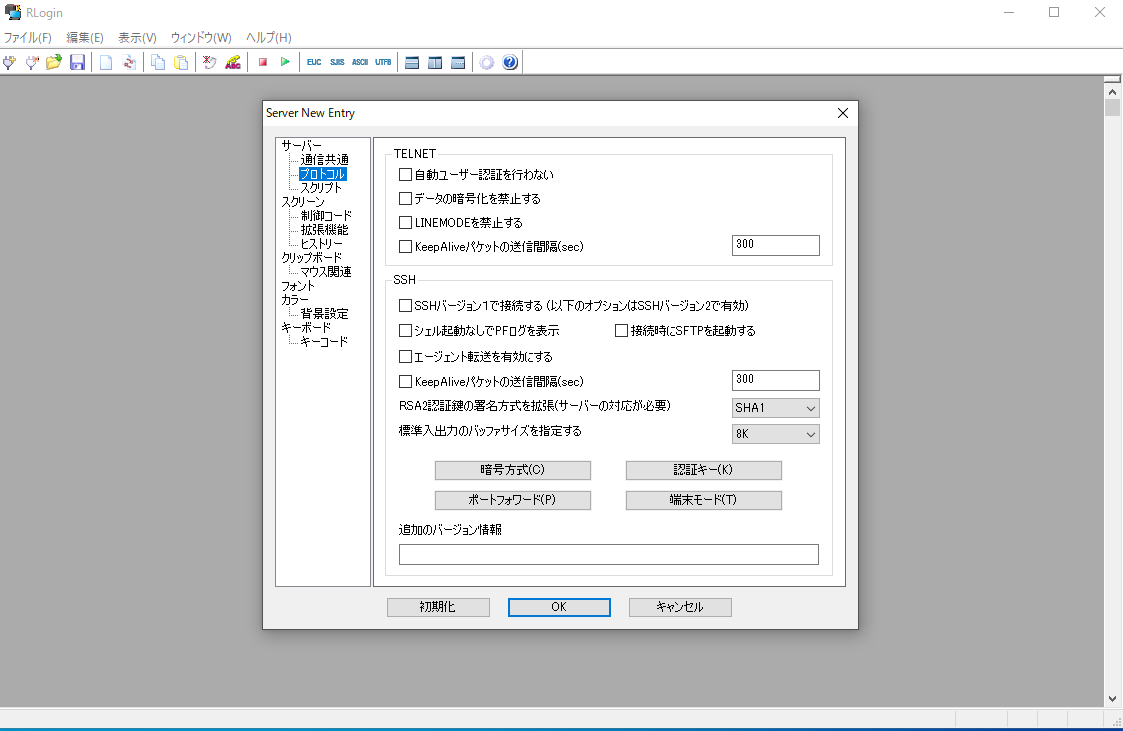 RLogin
ファイル(F) 編集(E) 表示(V) ウィンドウ(W) ヘルプ(H)
ABC EUC SJIS ASCII UTF8
Server New Entry
サーバー
通信共通
プロトコル
スクリプト
スクリーン
制御コード
拡張機能
ヒストリー
クリップボード
マウス関連
フォント
カラー
背景設定
キーボード
キーコード
TELNET
自動ユーザー認証を行わない
データの暗号化を禁止する
LINEMODEを禁止する
KeepAliveパケットの送信間隔(sec) 300
SSH
SSHバージョン1で接続する (以下のオプションはSSHバージョン2で有効)
シェル起動なしでPFログを表示 接続時にSFTPを起動する
エージェント転送を有効にする
KeepAliveパケットの送信間隔(sec) 300
RSA2認証鍵の署名方式を拡張(サーバーの対応が必要) SHA1
標準入出力のバッファサイズを指定する 8K
暗号方式(C) 認証キー(K)
ポートフォワード(P) 端末モード(T)
追加のバージョン情報
初期化 OK キャンセル